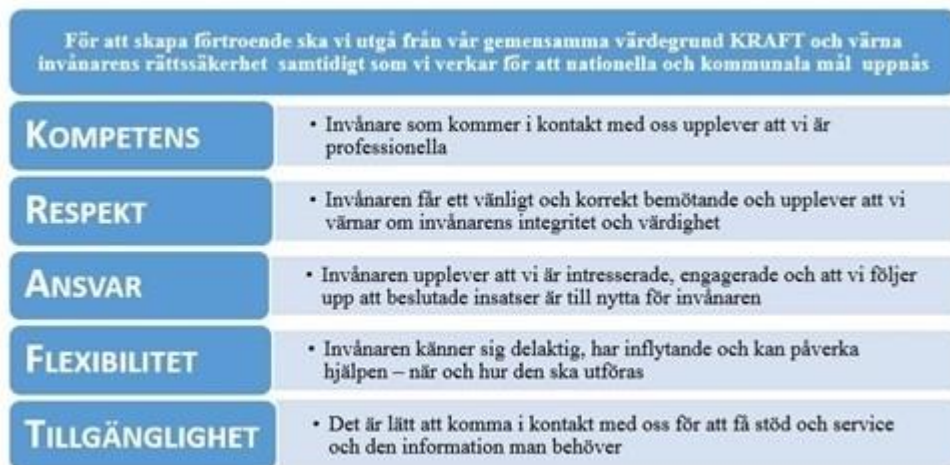 För att skapa förtroende ska vi utgå från vår gemensamma värdegrund KRAFT och värna
invånarens rättssäkerhet samtidigt som vi verkar för att nationella och kommunala mål uppnås
KOMPETENS
• Invånare som kommer i kontakt med oss upplever att vi är
professionella
RESPEKT
• Invånaren får ett vänligt och korrekt bemötande och upplever att vi
värnar om invånarens integritet och värdighet
ANSVAR
• Invånaren upplever att vi är intresserade, engagerade och att vi följer
upp att beslutade insatser är till nytta för invånaren
FLEXIBILITET
• Invånaren känner sig delaktig, har inflytande och kan påverka
hjälpen – när och hur den ska utföras
TILLGÄNGLIGHET
• Det är lätt att komma i kontakt med oss för att få stöd och service
och den information man behöver